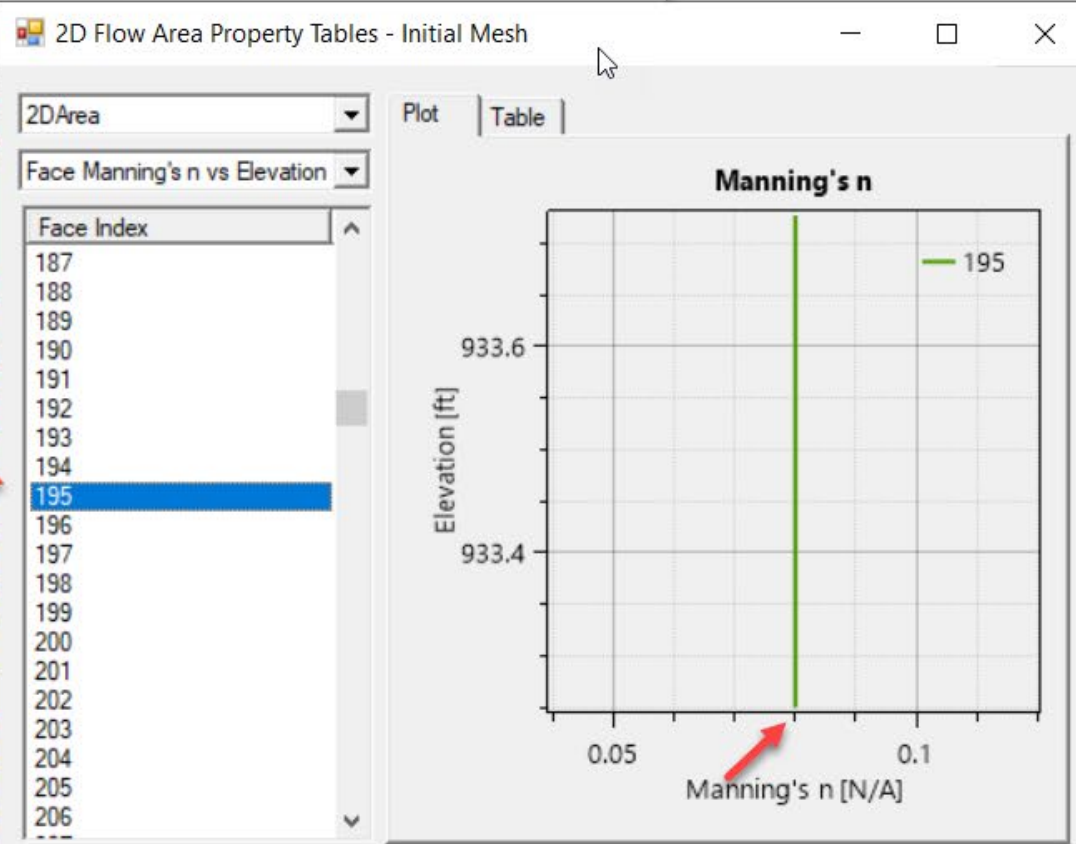 2D Flow Area Property Tables - Initial Mesh
2DArea
Face Manning's n vs Elevation
Face Index
187
188
189
190
191
192
193
194
195
196
197
198
199
200
201
202
203
204
205
206
Plot
Table
Manning's n
195
933.6
Elevation [ft]
933.4
0.05
0.1
Manning's n [N/A]